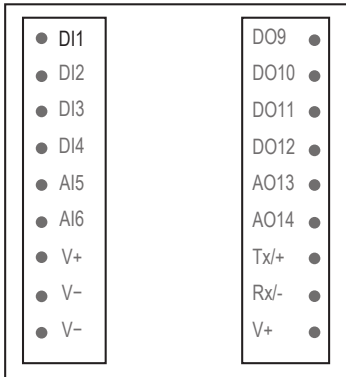 DI1
DI2
DI3
DI4
AI5
AI6
V+
V−
V−
DO9
DO10
DO11
DO12
AO13
AO14
Tx/+
Rx/-
V+